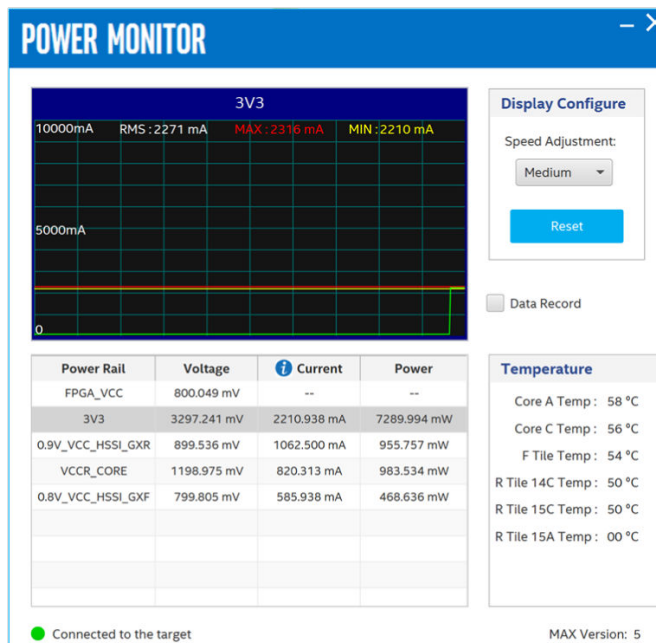 POWER MONITOR
3V3
10000mA RMS : 2271 mA MAX : 2316 mA MIN : 2210 mA
5000mA
0
Display Configure
Speed Adjustment:
Medium
Reset
Data Record
Power Rail Voltage Current Power
FPGA_VCC 800.049 mV -- --
3V3 3297.241 mV 2210.938 mA 7289.994 mW
0.9V_VCC_HSSI_GXR 899.536 mV 1062.500 mA 955.757 mW
VCCR_CORE 1198.975 mV 820.313 mA 983.534 mW
0.8V_VCC_HSSI_GXF 799.805 mV 585.938 mA 468.636 mW
Temperature
Core A Temp : 58 °C
Core C Temp : 56 °C
F Tile Temp : 54 °C
R Tile 14C Temp : 50 °C
R Tile 15C Temp : 50 °C
R Tile 15A Temp : 00 °C
Connected to the target
MAX Version: 5